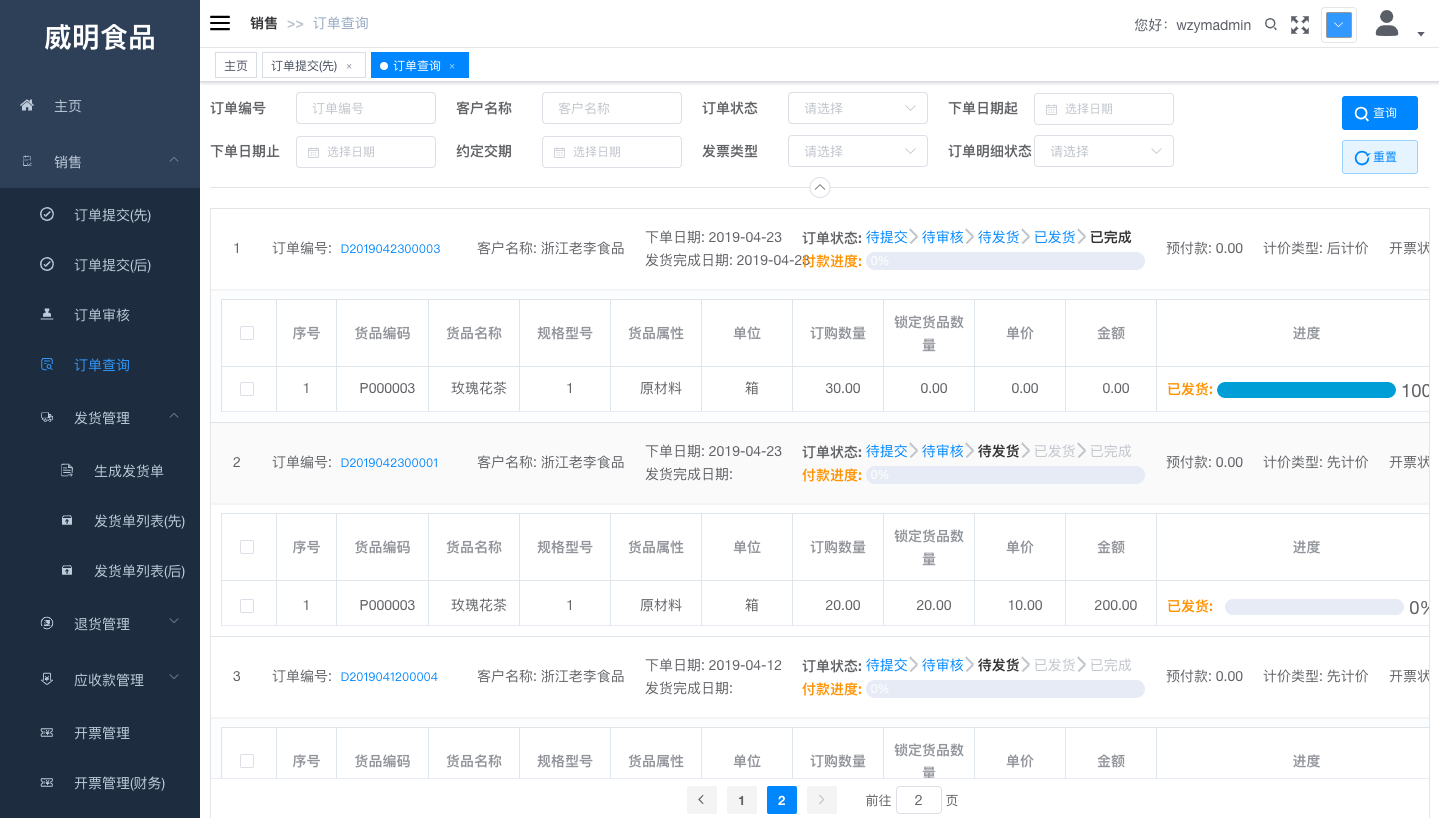 威明食品
主页
销售
订单提交(先)
订单提交(后)
订单审核
订单查询
发货管理
生成发货单
发货单列表(先)
发货单列表(后)
退货管理
应收款管理
开票管理
开票管理(财务)
销售 >> 订单查询
您好: wzymadmin
主页 订单提交(先) × 订单查询 ×
订单编号 订单编号 客户名称 客户名称 订单状态 请选择 下单日期起 选择日期 查询
下单日期止 选择日期 约定交期 选择日期 发票类型 请选择 订单明细状态 请选择 重置
1 订单编号: D2019042300003 客户名称: 浙江老李食品 下单日期: 2019-04-23 订单状态: 待提交 待审核 待发货 已发货 已完成 预付款: 0.00 计价类型: 后计价 开票状
发货完成日期: 2019-04-23 付款进度: 0%
序号 货品编码 货品名称 规格型号 货品属性 单位 订购数量 锁定货品数量 单价 金额 进度
1 P000003 玫瑰花茶 1 原材料 箱 30.00 0.00 0.00 0.00 已发货: 100
2 订单编号: D2019042300001 客户名称: 浙江老李食品 下单日期: 2019-04-23 订单状态: 待提交 待审核 待发货 已发货 已完成 预付款: 0.00 计价类型: 先计价 开票状
发货完成日期: 付款进度: 0%
序号 货品编码 货品名称 规格型号 货品属性 单位 订购数量 锁定货品数量 单价 金额 进度
1 P000003 玫瑰花茶 1 原材料 箱 20.00 20.00 10.00 200.00 已发货: 0%
3 订单编号: D2019041200004 客户名称: 浙江老李食品 下单日期: 2019-04-12 订单状态: 待提交 待审核 待发货 已发货 已完成 预付款: 0.00 计价类型: 先计价 开票状
发货完成日期: 付款进度: 0%
序号 货品编码 货品名称 规格型号 货品属性 单位 订购数量 锁定货品数量 单价 金额 进度
1 2 前往 2 页